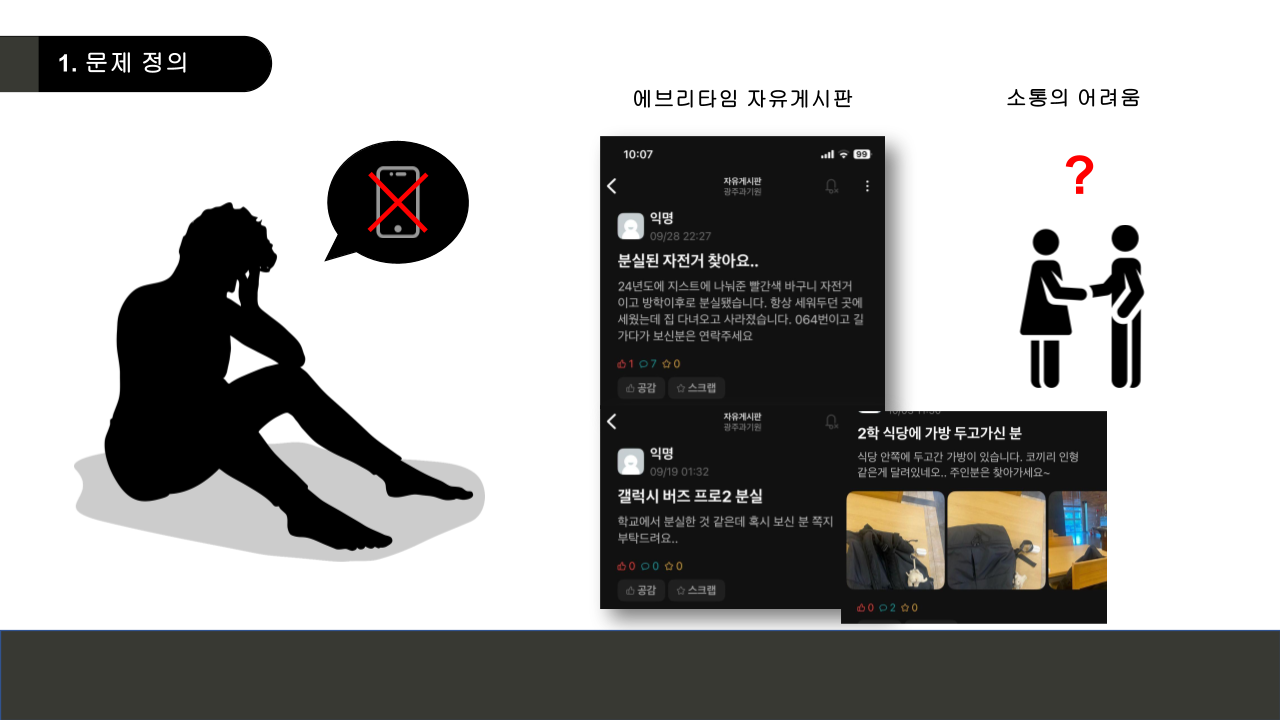 1. 문제 정의
에브리타임 자유게시판
소통의 어려움
?
10:07
99
자유게시판
광주과기원
익명
09/28 22:27
분실된 자전거 찾아요..
24년도에 지스트에 나눠준 빨간색 바구니 자전거
이고 방학이후로 분실됐습니다. 항상 세워두던 곳에
세웠는데 집 다녀오고 사라졌습니다. 064번이고 길
가다가 보신분은 연락주세요
1 7 0
공감 스크랩
자유게시판
광주과기원
익명
09/19 01:32
갤럭시 버즈 프로2 분실
학교에서 분실한 것 같은데 혹시 보신 분 쪽지
부탁드려요..
0 0 0
공감 스크랩
2학 식당에 가방 두고가신 분
식당 안쪽에 두고간 가방이 있습니다. 코끼리 인형
같은게 달려있네오.. 주인분은 찾아가세요~
0 2 0